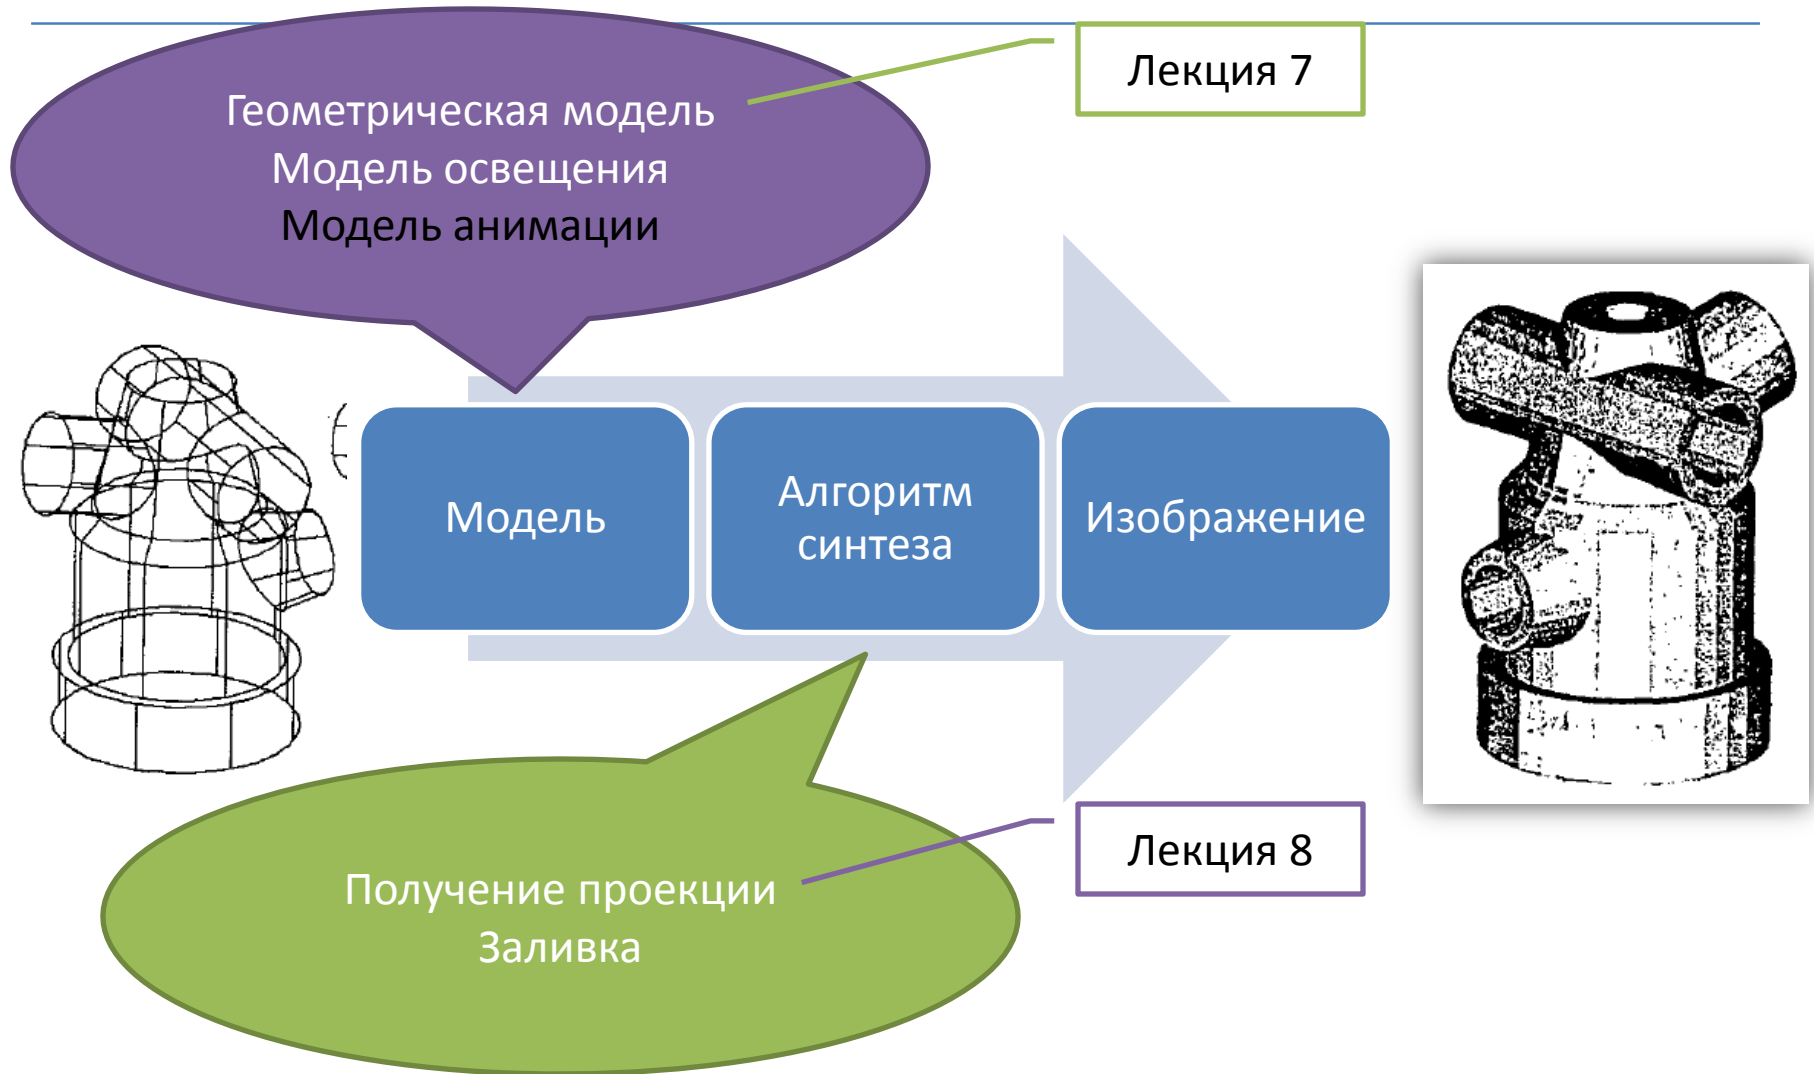 Лекция 7
Геометрическая модель
Модель освещения
Модель анимации
Модель
Алгоритм
синтеза
Изображение
Лекция 8
Получение проекции
Заливка